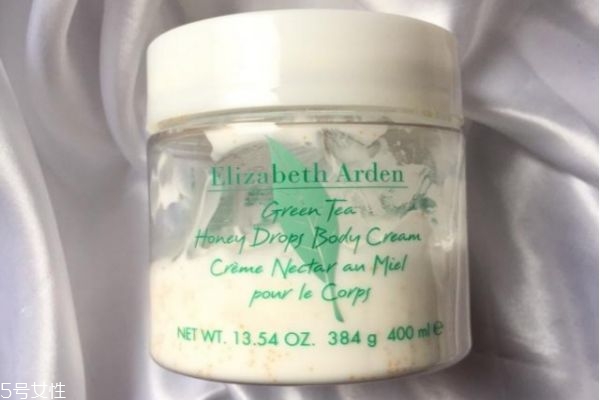 Elizabeth Arden
Green Tea
Honey Drops Body Cream
Crème Nectar au Miel
pour le Corps
NET WT. 13.54 OZ. 384 g 400 ml ℮
5号女性